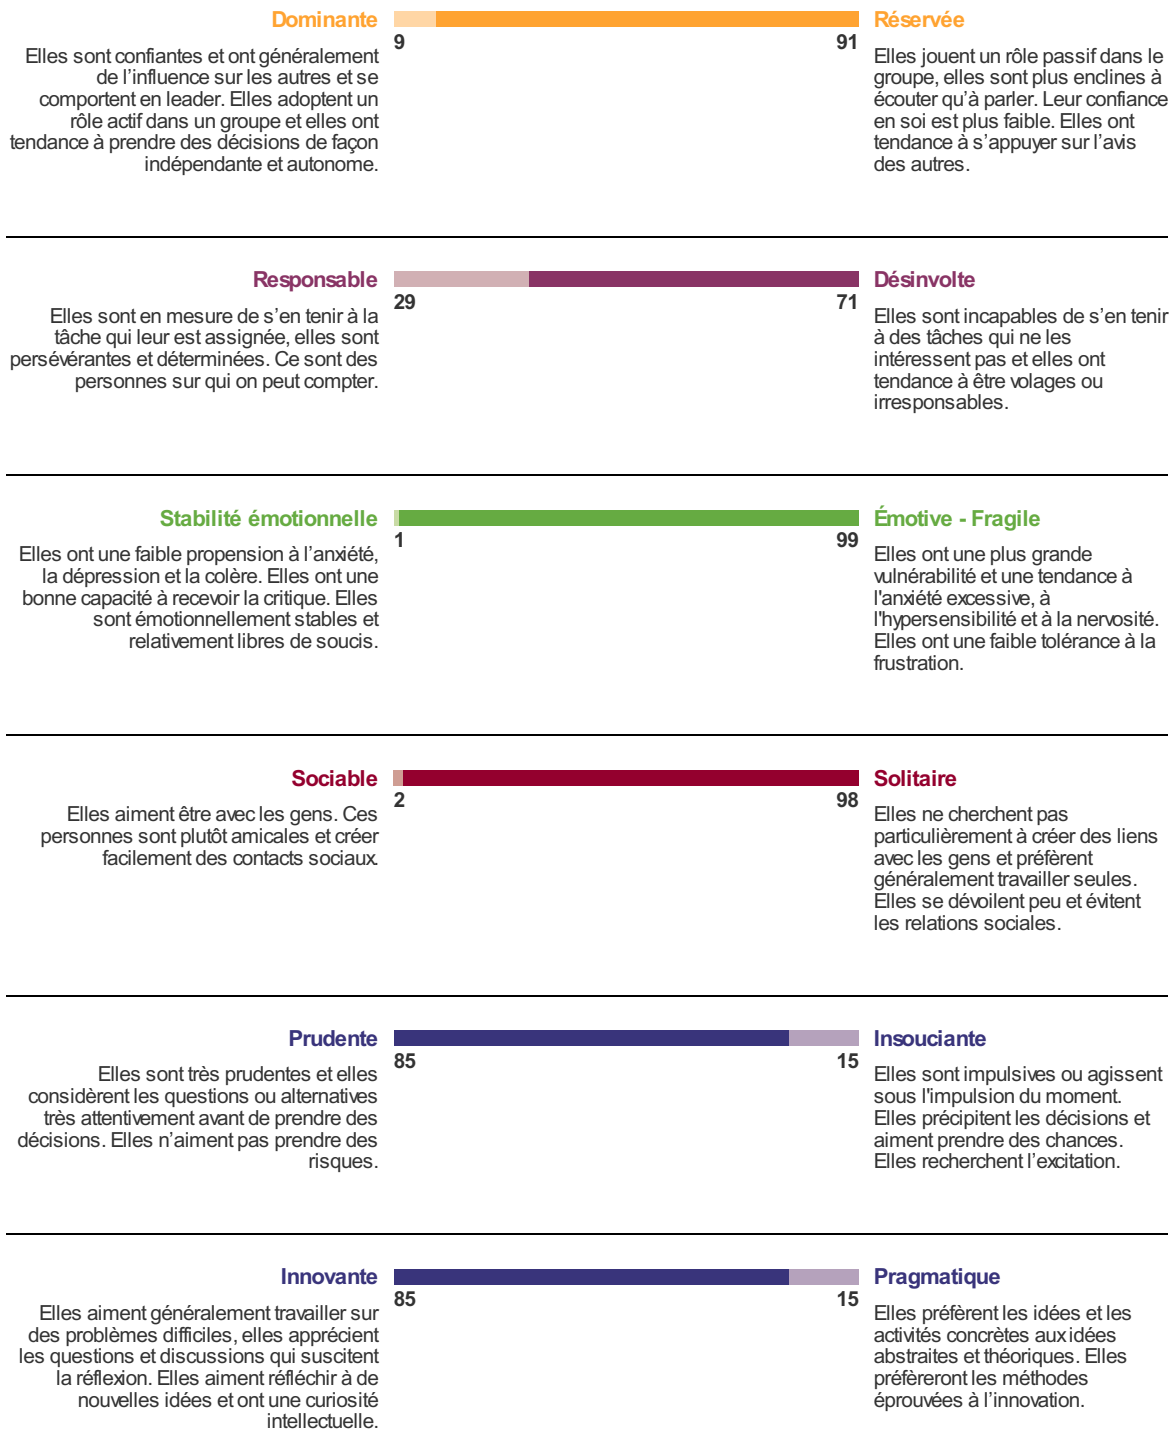 Dominante
9
91
Réservée
Elles sont confiantes et ont généralement
de l’influence sur les autres et se
comportent en leader. Elles adoptent un
rôle actif dans un groupe et elles ont
tendance à prendre des décisions de façon
indépendante et autonome.
Elles jouent un rôle passif dans le
groupe, elles sont plus enclines à
écouter qu’à parler. Leur confiance
en soi est plus faible. Elles ont
tendance à s’appuyer sur l’avis
des autres.
Responsable
29
71
Désinvolte
Elles sont en mesure de s’en tenir à la
tâche qui leur est assignée, elles sont
persévérantes et déterminées. Ce sont des
personnes sur qui on peut compter.
Elles sont incapables de s’en tenir
à des tâches qui ne les
intéressent pas et elles ont
tendance à être volages ou
irresponsables.
Stabilité émotionnelle
1
99
Émotive - Fragile
Elles ont une faible propension à l’anxiété,
la dépression et la colère. Elles ont une
bonne capacité à recevoir la critique. Elles
sont émotionnellement stables et
relativement libres de soucis.
Elles ont une plus grande
vulnérabilité et une tendance à
l'anxiété excessive, à
l'hypersensibilité et à la nervosité.
Elles ont une faible tolérance à la
frustration.
Sociable
2
98
Solitaire
Elles aiment être avec les gens. Ces
personnes sont plutôt amicales et créer
facilement des contacts sociaux.
Elles ne cherchent pas
particulièrement à créer des liens
avec les gens et préfèrent
généralement travailler seules.
Elles se dévoilent peu et évitent
les relations sociales.
Prudente
85
15
Insouciante
Elles sont très prudentes et elles
considèrent les questions ou alternatives
très attentivement avant de prendre des
décisions. Elles n’aiment pas prendre des
risques.
Elles sont impulsives ou agissent
sous l'impulsion du moment.
Elles précipitent les décisions et
aiment prendre des chances.
Elles recherchent l’excitation.
Innovante
85
15
Pragmatique
Elles aiment généralement travailler sur
des problèmes difficiles, elles apprécient
les questions et discussions qui suscitent
la réflexion. Elles aiment réfléchir à de
nouvelles idées et ont une curiosité
intellectuelle.
Elles préfèrent les idées et les
activités concrètes aux idées
abstraites et théoriques. Elles
préfèreront les méthodes
éprouvées à l’innovation.